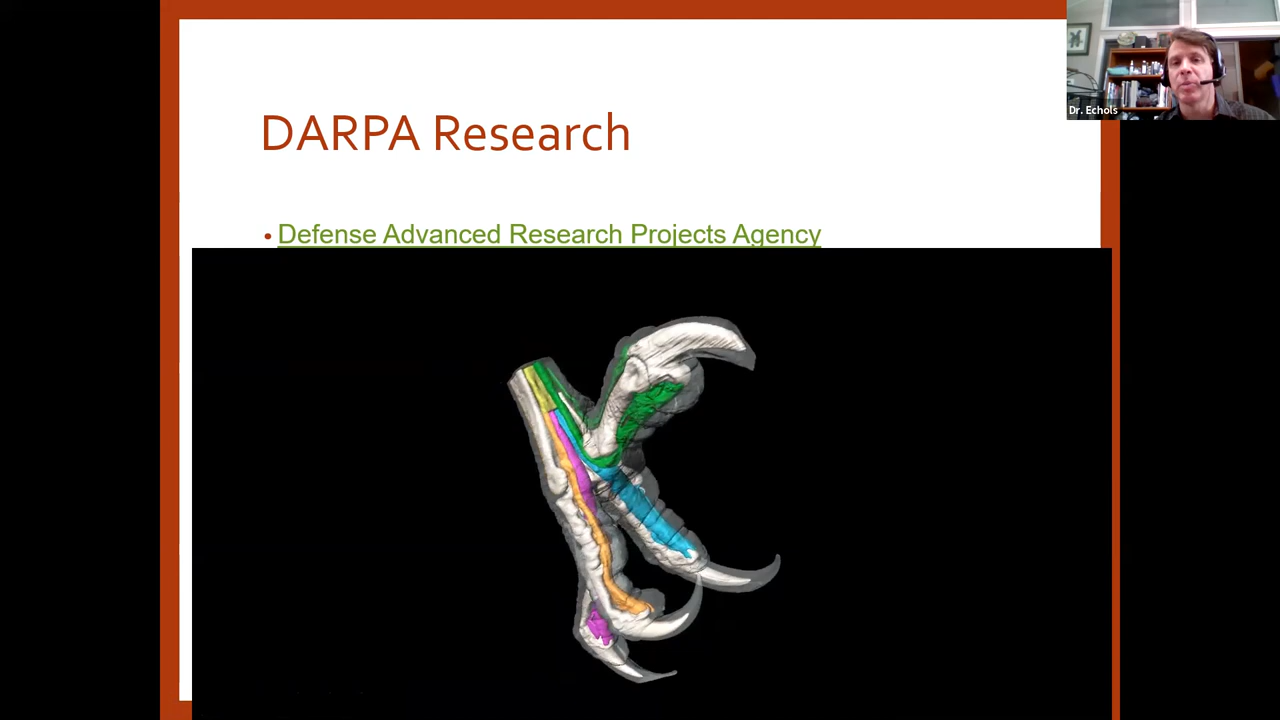 Dr. Echols
DARPA Research
• Defense Advanced Research Projects Agency